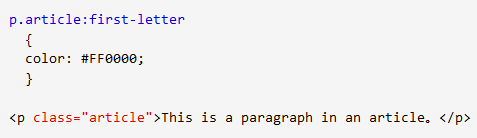 p.article:first-letter
{
color: #FF0000;
}
<p class="article">This is a paragraph in an article。</p>